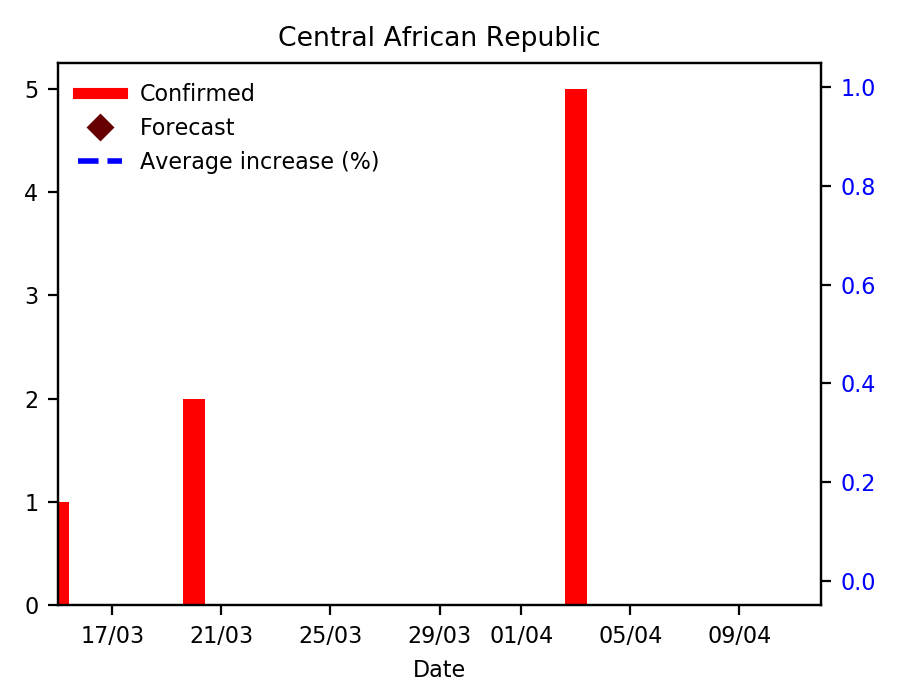 Central African Republic
Confirmed
Forecast
Average increase (%)
5
4
3
2
1
0
1.0
0.8
0.6
0.4
0.2
0.0
17/03 21/03 25/03 29/03 01/04 05/04 09/04
Date